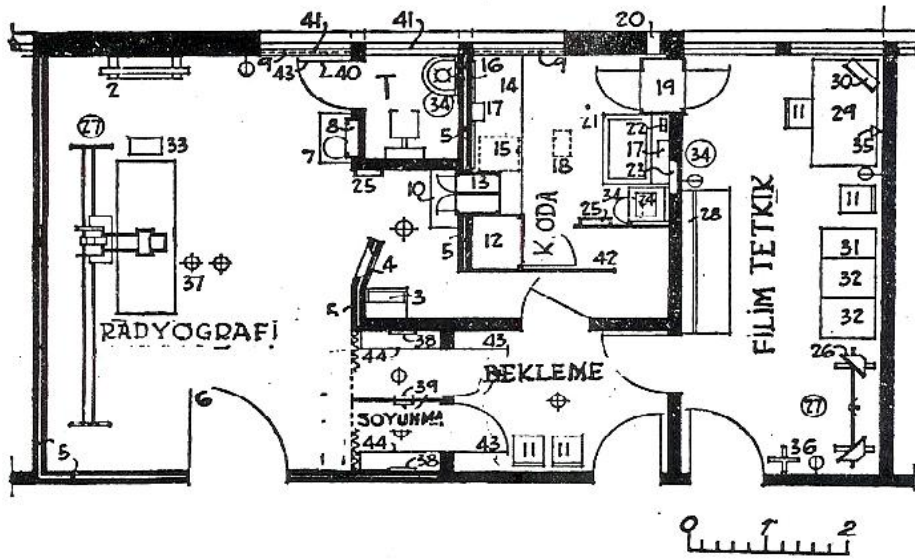 41 41 20
9 43 40 T 16 14 9 19 30
2 34 17 21 22 29 11
27 33 8 7 5 15 18 17 34 35
25 10 13 23
24 25 28 11
37 4 5 12 K.ODA 42 31
3 32
RADYOGRAFİ 5 FİLİM TETKİK 32
38 43 26
44 BEKLEME
6 39 27
SOYUNMA
44 43 11 11 36
5 38
0 1 2